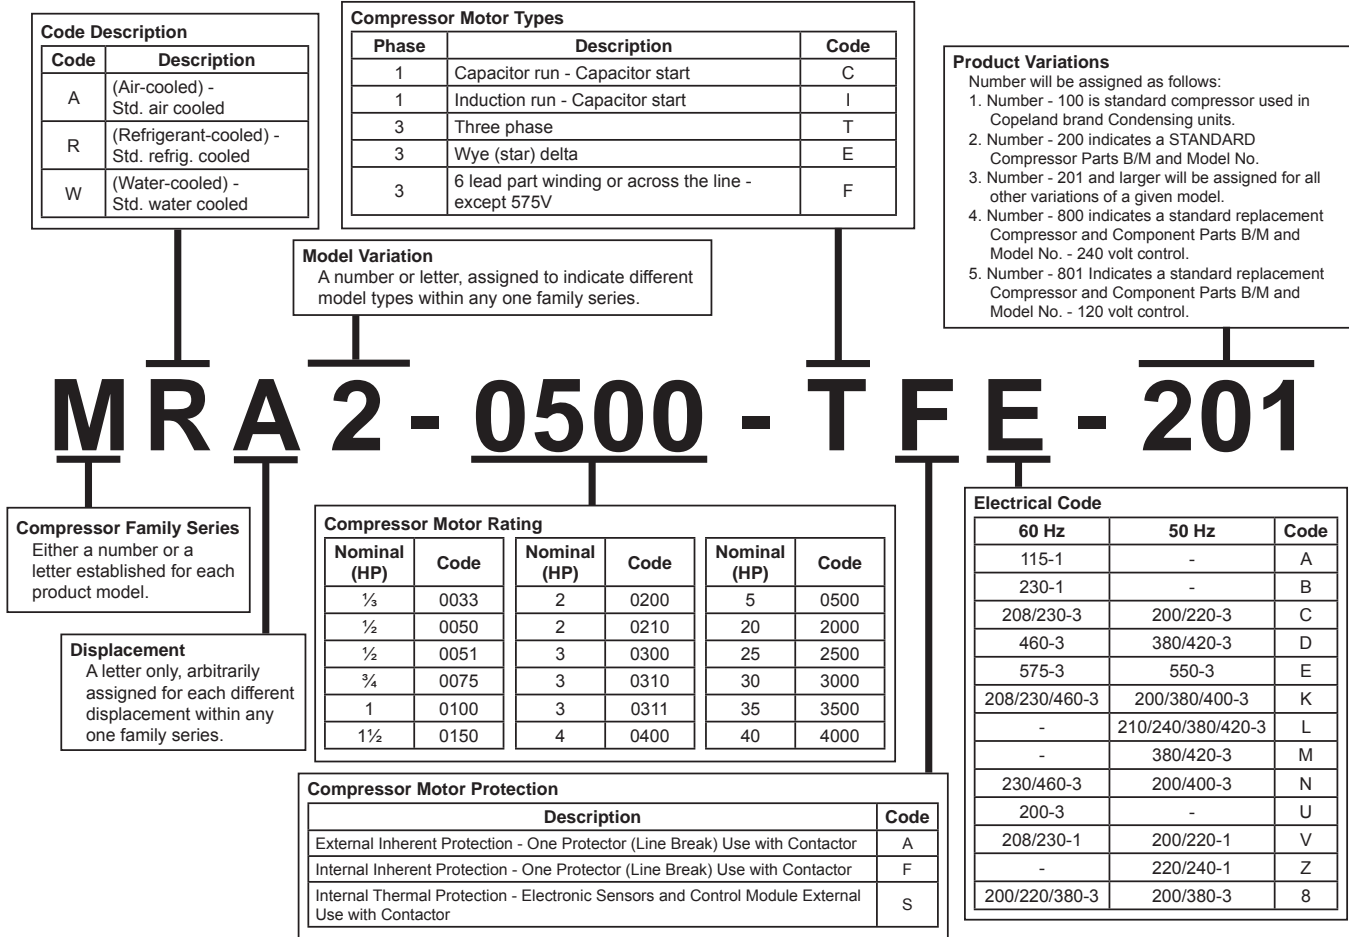 Code Description
Code Description
A (Air-cooled) -
Std. air cooled
R (Refrigerant-cooled) -
Std. refrig. cooled
W (Water-cooled) -
Std. water cooled
Compressor Motor Types
Phase Description Code
1 Capacitor run - Capacitor start C
1 Induction run - Capacitor start I
3 Three phase T
3 Wye (star) delta E
3 6 lead part winding or across the line - F
except 575V
Product Variations
Number will be assigned as follows:
1. Number - 100 is standard compressor used in
Copeland brand Condensing units.
2. Number - 200 indicates a STANDARD
Compressor Parts B/M and Model No.
3. Number - 201 and larger will be assigned for all
other variations of a given model.
4. Number - 800 indicates a standard replacement
Compressor and Component Parts B/M and
Model No. - 240 volt control.
5. Number - 801 Indicates a standard replacement
Compressor and Component Parts B/M and
Model No. - 120 volt control.
Model Variation
A number or letter, assigned to indicate different
model types within any one family series.
MRA2-0500-TFE-201
Compressor Family Series
Either a number or a
letter established for each
product model.
Displacement
A letter only, arbitrarily
assigned for each different
displacement within any
one family series.
Compressor Motor Rating
Nominal (HP) Code Nominal (HP) Code Nominal (HP) Code
⅓ 0033 2 0200 5 0500
½ 0050 2 0210 20 2000
½ 0051 3 0300 25 2500
¾ 0075 3 0310 30 3000
1 0100 3 0311 35 3500
1½ 0150 4 0400 40 4000
Compressor Motor Protection
Description Code
External Inherent Protection - One Protector (Line Break) Use with Contactor A
Internal Inherent Protection - One Protector (Line Break) Use with Contactor F
Internal Thermal Protection - Electronic Sensors and Control Module External S
Use with Contactor
Electrical Code
60 Hz 50 Hz Code
115-1 - A
230-1 - B
208/230-3 200/220-3 C
460-3 380/420-3 D
575-3 550-3 E
208/230/460-3 200/380/400-3 K
- 210/240/380/420-3 L
- 380/420-3 M
230/460-3 200/400-3 N
200-3 - U
208/230-1 200/220-1 V
- 220/240-1 Z
200/220/380-3 200/380-3 8